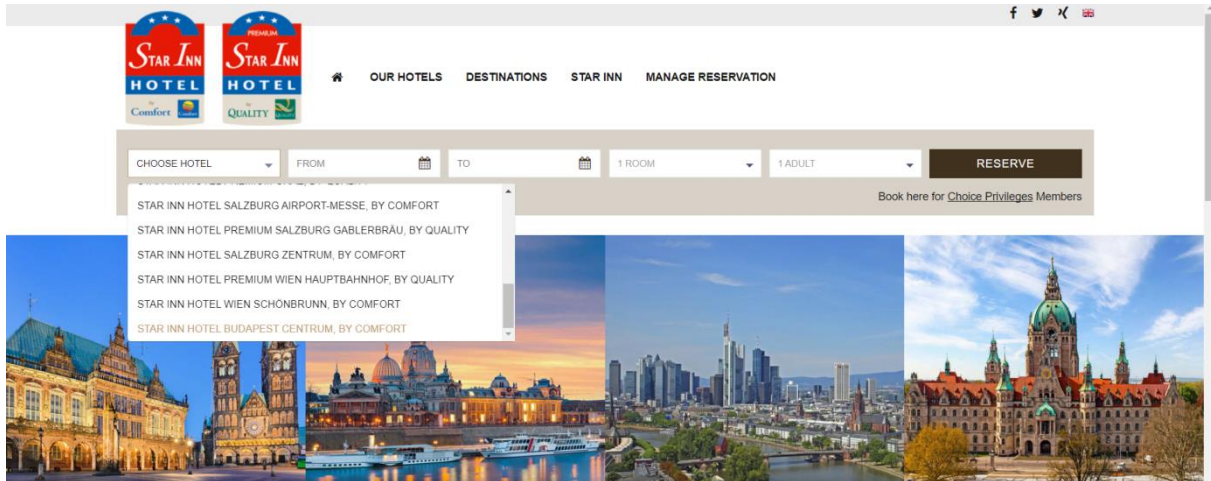 PREMIUM
STAR INN
HOTEL
by
Comfort
STAR INN
HOTEL
by
QUALITY
OUR HOTELS DESTINATIONS STAR INN MANAGE RESERVATION
CHOOSE HOTEL FROM TO 1 ROOM 1 ADULT RESERVE
Book here for Choice Privileges Members
STAR INN HOTEL SALZBURG AIRPORT-MESSE, BY COMFORT
STAR INN HOTEL PREMIUM SALZBURG GABLERBRÄU, BY QUALITY
STAR INN HOTEL SALZBURG ZENTRUM, BY COMFORT
STAR INN HOTEL PREMIUM WIEN HAUPTBAHNHOF, BY QUALITY
STAR INN HOTEL WIEN SCHÖNBRUNN, BY COMFORT
STAR INN HOTEL BUDAPEST CENTRUM, BY COMFORT